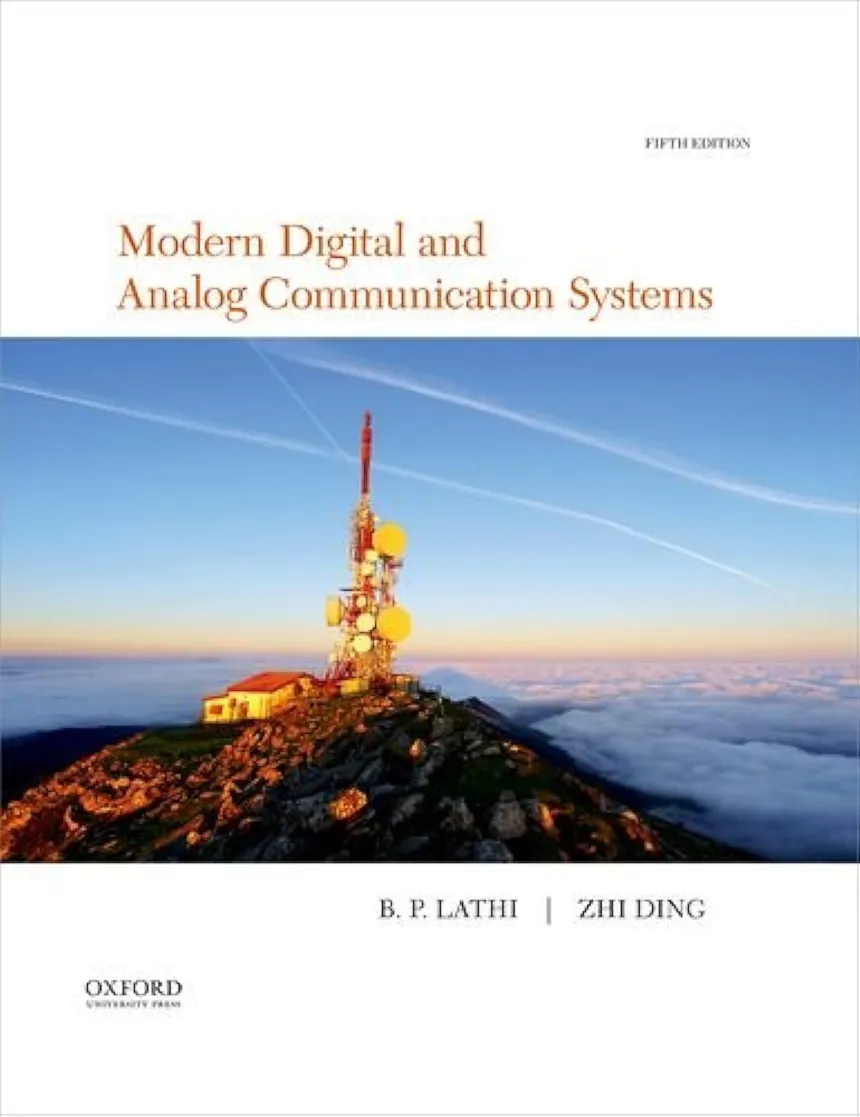 FIFTH EDITION
Modern Digital and
Analog Communication Systems
B. P. LATHI | ZHI DING
OXFORD
UNIVERSITY PRESS